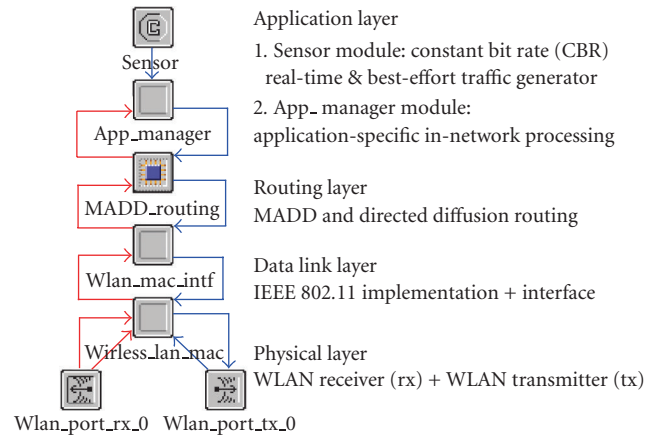 Application layer
Sensor
1. Sensor module: constant bit rate (CBR)
real-time & best-effort traffic generator
App_manager
2. App_manager module:
application-specific in-network processing
MADD_routing
Routing layer
MADD and directed diffusion routing
Wlan_mac_intf
Data link layer
IEEE 802.11 implementation + interface
Wirless_lan_mac
Physical layer
WLAN receiver (rx) + WLAN transmitter (tx)
Wlan_port_rx_0
Wlan_port_tx_0